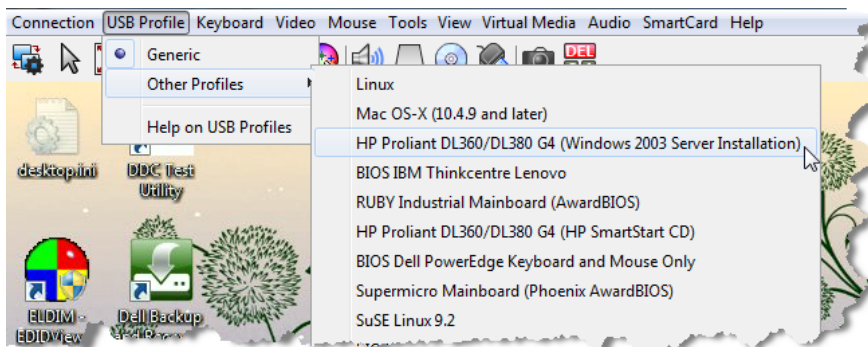 Connection USB Profile Keyboard Video Mouse Tools View Virtual Media Audio SmartCard Help
Generic
Other Profiles
Help on USB Profiles
DEL
Linux
Mac OS-X (10.4.9 and later)
HP Proliant DL360/DL380 G4 (Windows 2003 Server Installation)
BIOS IBM Thinkcentre Lenovo
RUBY Industrial Mainboard (AwardBIOS)
HP Proliant DL360/DL380 G4 (HP SmartStart CD)
BIOS Dell PowerEdge Keyboard and Mouse Only
Supermicro Mainboard (Phoenix AwardBIOS)
SuSE Linux 9.2
desktop.ini
DDC Test
Utility
ELDIM -
EDIDView
Dell Backup
and